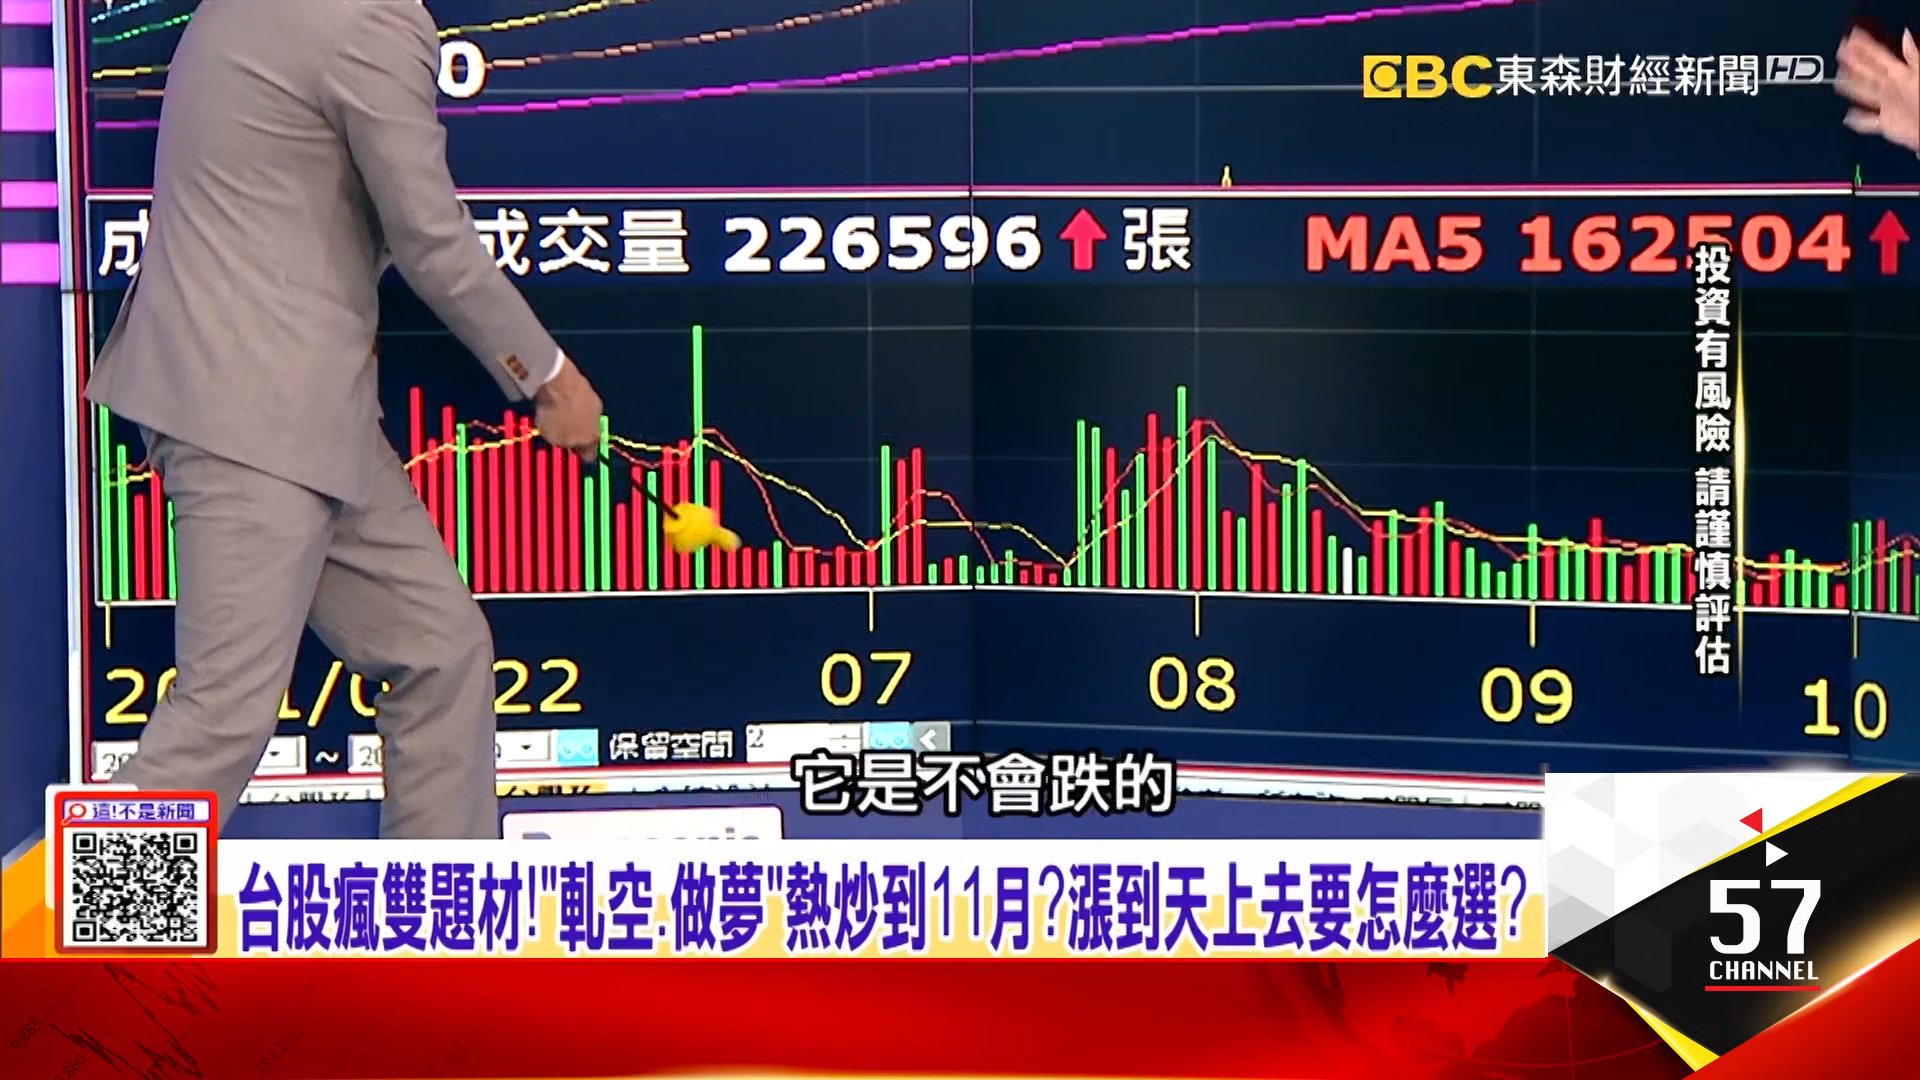 0
EBC東森財經新聞HD
成交量 226596↑張
MA5 162504↑
投資有風險 請謹慎評估
22
07
08
09
10
~
保留空間
2
它是不會跌的
這!不是新聞
台股瘋雙題材!"軋空.做夢"熱炒到11月?漲到天上去要怎麼選?
57
CHANNEL